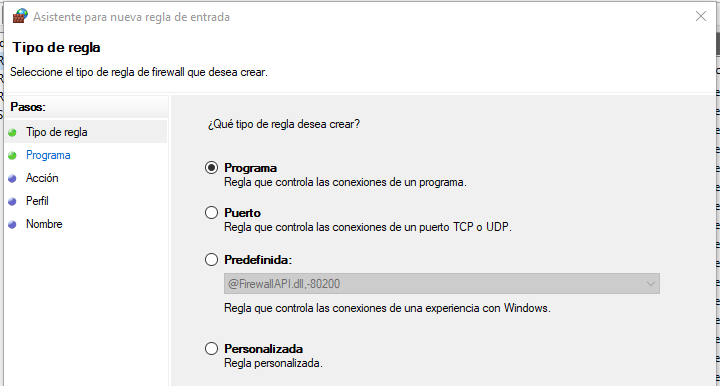 Asistente para nueva regla de entrada
Tipo de regla
Seleccione el tipo de regla de firewall que desea crear.
Pasos:
Tipo de regla
Programa
Acción
Perfil
Nombre
¿Qué tipo de regla desea crear?
Programa
Regla que controla las conexiones de un programa.
Puerto
Regla que controla las conexiones de un puerto TCP o UDP.
Predefinida:
@FirewallAPI.dll,-80200
Regla que controla las conexiones de una experiencia con Windows.
Personalizada
Regla personalizada.